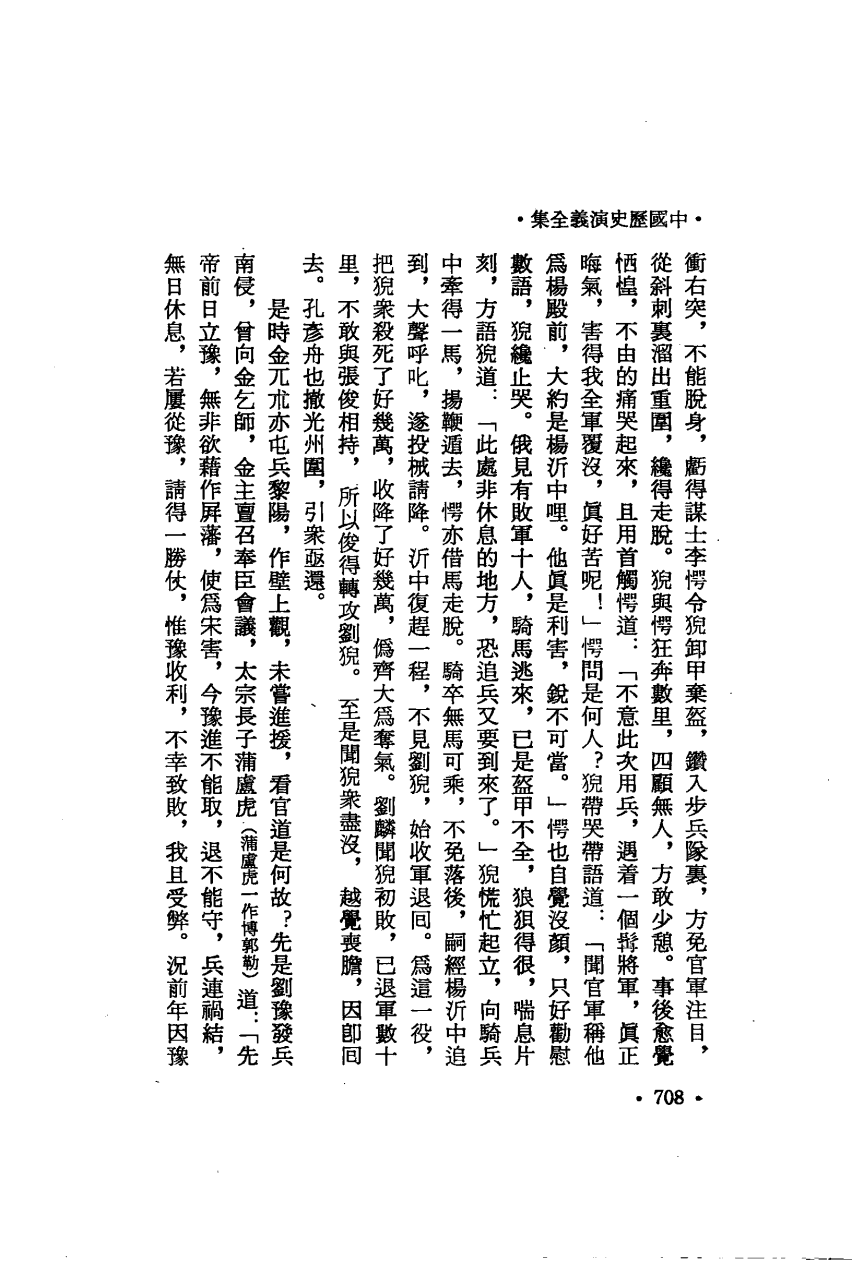 ·中國歷史演義全集·
衝右突，不能脫身，虧得謀士李愕令猊卸甲棄盔，鑽入步兵隊裏，方免官軍注目，
從斜刺裏溜出重圍，纔得走脫。猊與愕狂奔數里，四顧無人，方敢少憩。事後愈覺
恓惶，不由的痛哭起來，且用首觸愕道：「不意此次用兵，遇着一個髯將軍，眞正
晦氣，害得我全軍覆沒，眞好苦呢！」愕問是何人？猊帶哭帶語道：「聞官軍稱他
爲楊殿前，大約是楊沂中哩。他眞是利害，銳不可當。」愕也自覺沒顏，只好勸慰
數語，猊纔止哭。俄見有敗軍十人，騎馬逃來，已是盔甲不全，狼狽得很，喘息片
刻，方語猊道：「此處非休息的地方，恐追兵又要到來了。」猊慌忙起立，向騎兵
中牽得一馬，揚鞭遁去，愕亦借馬走脫。騎卒無馬可乘，不免落後，嗣經楊沂中追
到，大聲呼叱，遂投械請降。沂中復趕一程，不見劉猊，始收軍退回。爲這一役，
把猊衆殺死了好幾萬，收降了好幾萬，僞齊大爲奪氣。劉麟聞猊初敗，已退軍數十
里，不敢與張俊相持，所以俊得轉攻劉猊。至是聞猊衆盡沒，越覺喪膽，因卽回
去。孔彥舟也撤光州圍，引衆亟還。
是時金兀朮亦屯兵黎陽，作壁上觀，未嘗進援，看官道是何故？先是劉豫發兵
南侵，曾向金乞師，金主亶召奉臣會議，太宗長子蒲盧虎（蒲盧虎一作博郭勒）道：「先
帝前日立豫，無非欲藉作屏藩，使爲宋害，今豫進不能取，退不能守，兵連禍結，
無日休息，若屢從豫，請得一勝仗，惟豫收利，不幸致敗，我且受弊。況前年因豫
·708·